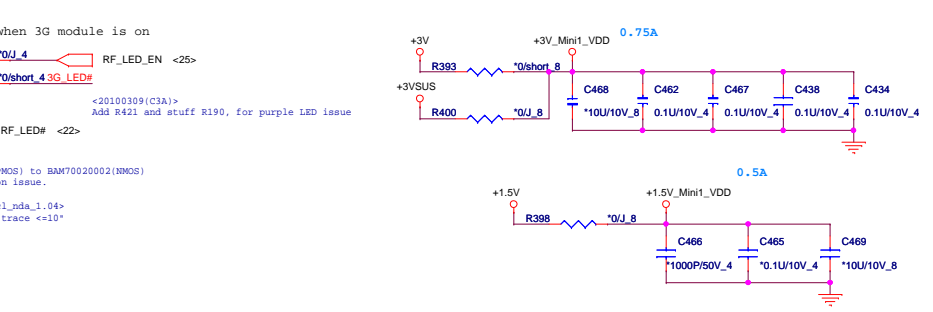 when 3G module is on
*0/J_4
RF_LED_EN <25>
*0/short_4 3G_LED#
<20100309(C3A)>
Add R421 and stuff R190, for purple LED issue
RF_LED# <22>
MOS) to BAM70020002(NMOS)
on issue.
l_nda_1.04>
trace <=10"
+3V
+3V_Mini1_VDD
0.75A
R393
*0/short_8
+3VSUS
R400
*0/J_8
C468
C462
C467
C438
C434
*10U/10V_8
0.1U/10V_4
0.1U/10V_4
*100U/10V_4
0.1U/10V_4
0.5A
+1.5V
+1.5V_Mini1_VDD
R398
*0/J_8
C466
C465
C469
*1000P/50V_4
*0.1U/10V_4
*10U/10V_8